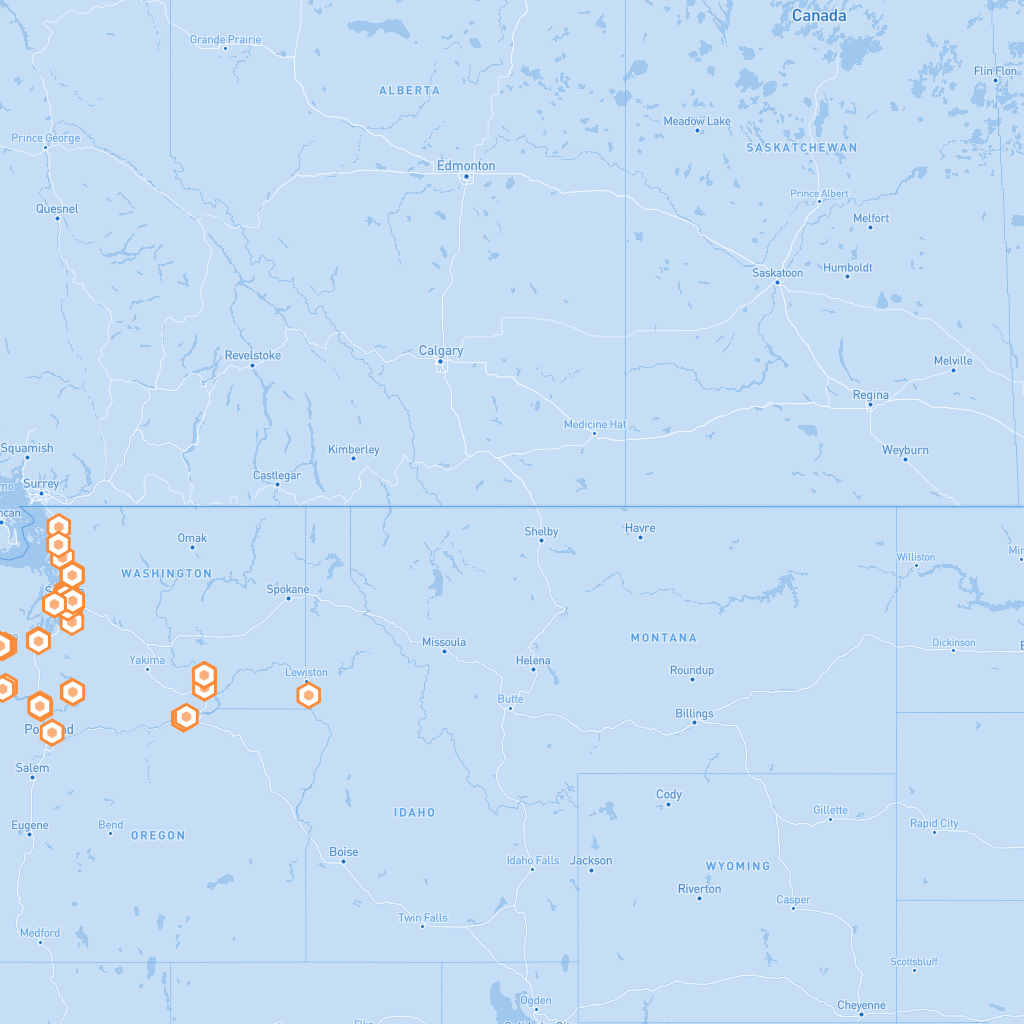 Canada
Grande Prairie
Flin Flon
ALBERTA
Meadow Lake
Prince George
SASKATCHEWAN
Edmonton
Prince Albert
Quesnel
Melfort
Saskatoon
Humboldt
Calgary
Revelstoke
Melville
Regina
Medicine Hat
Squamish
Kimberley
Weyburn
Castlegar
Surrey
mo
ncan
Shelby
Havre
Omak
Williston
Min
WASHINGTON
Spokane
MONTANA
Missoula
Dickinson
Yakima
Helena
Roundup
Lewiston
Butte
Billings
Salem
Cody
Gillette
IDAHO
Eugene
Bend
OREGON
Rapid City
Boise
Idaho Falls
Jackson
WYOMING
Riverton
Casper
Twin Falls
Medford
Scottsbluff
Ogden
Cheyenne